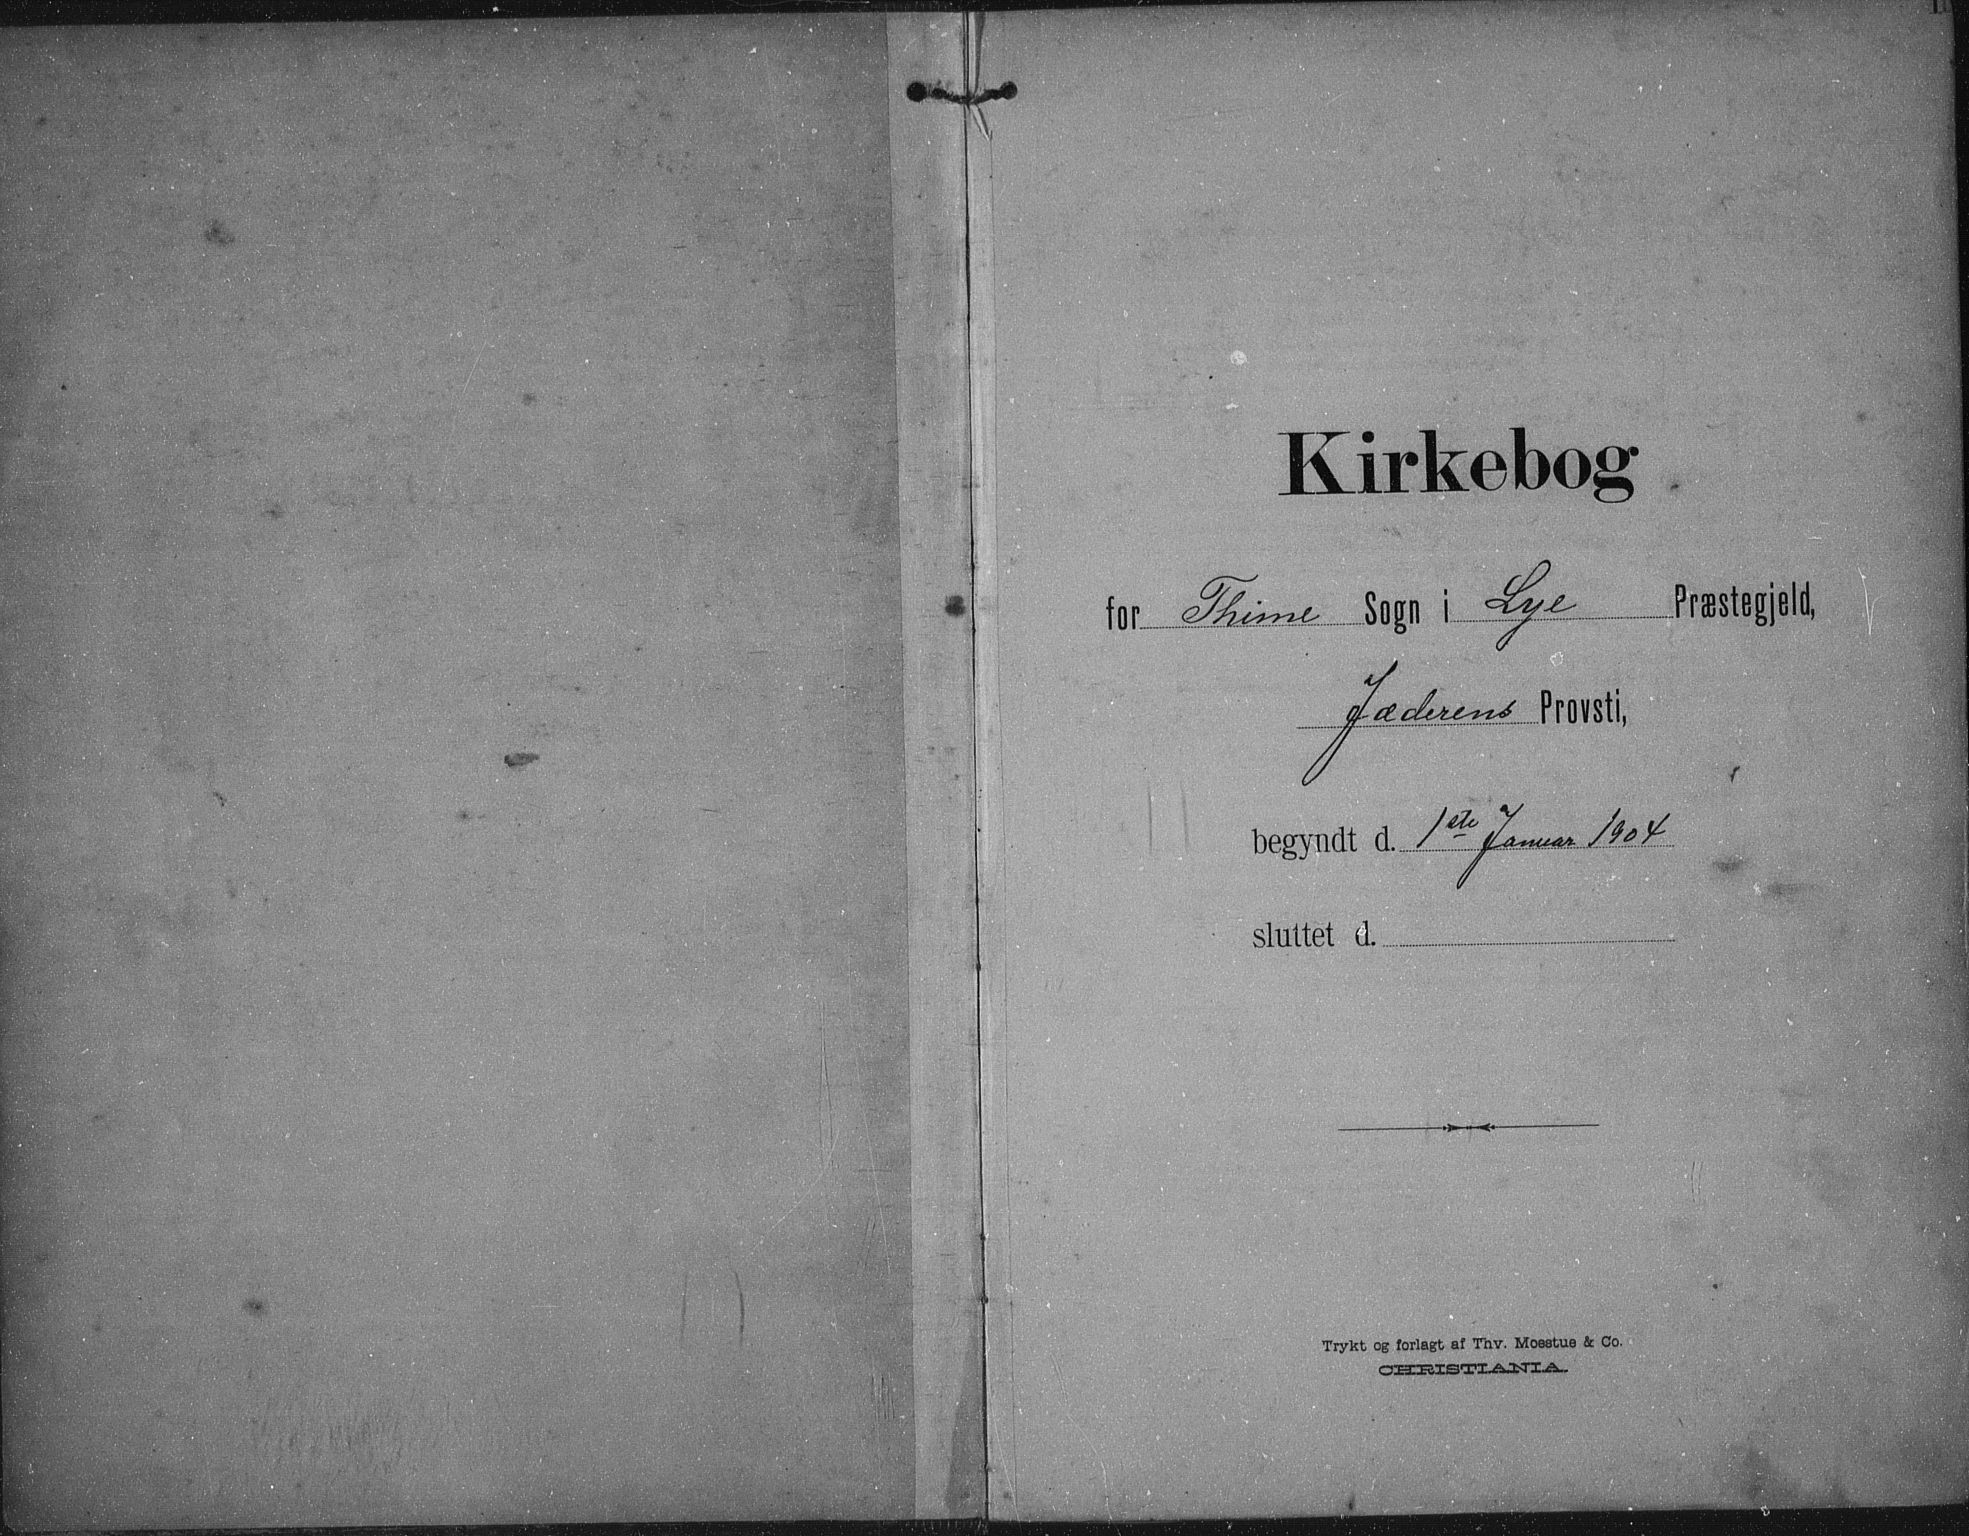 Kirkebog
for Thime Sogn i Lye Præstegjeld,
Jæderens Provsti,
begyndt d. 1ste Januar 1904
sluttet d.
Trykt og forlagt af Thv. Moestue & Co.
CHRISTIANIA.